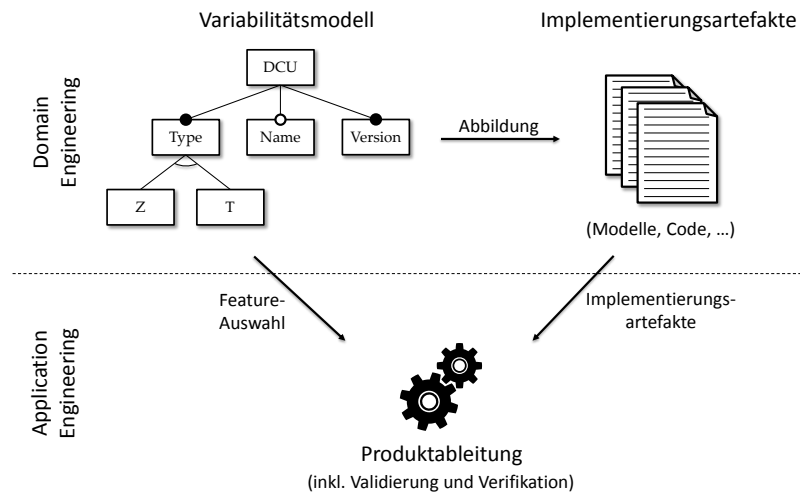 Variabilitätsmodell
Implementierungsartefakte
Domain
Engineering
DCU
Type
Name
Version
Z
T
Abbildung
(Modelle, Code, ...)
Feature-
Auswahl
Implementierungs-
artefakte
Application
Engineering
Produktableitung
(inkl. Validierung und Verifikation)